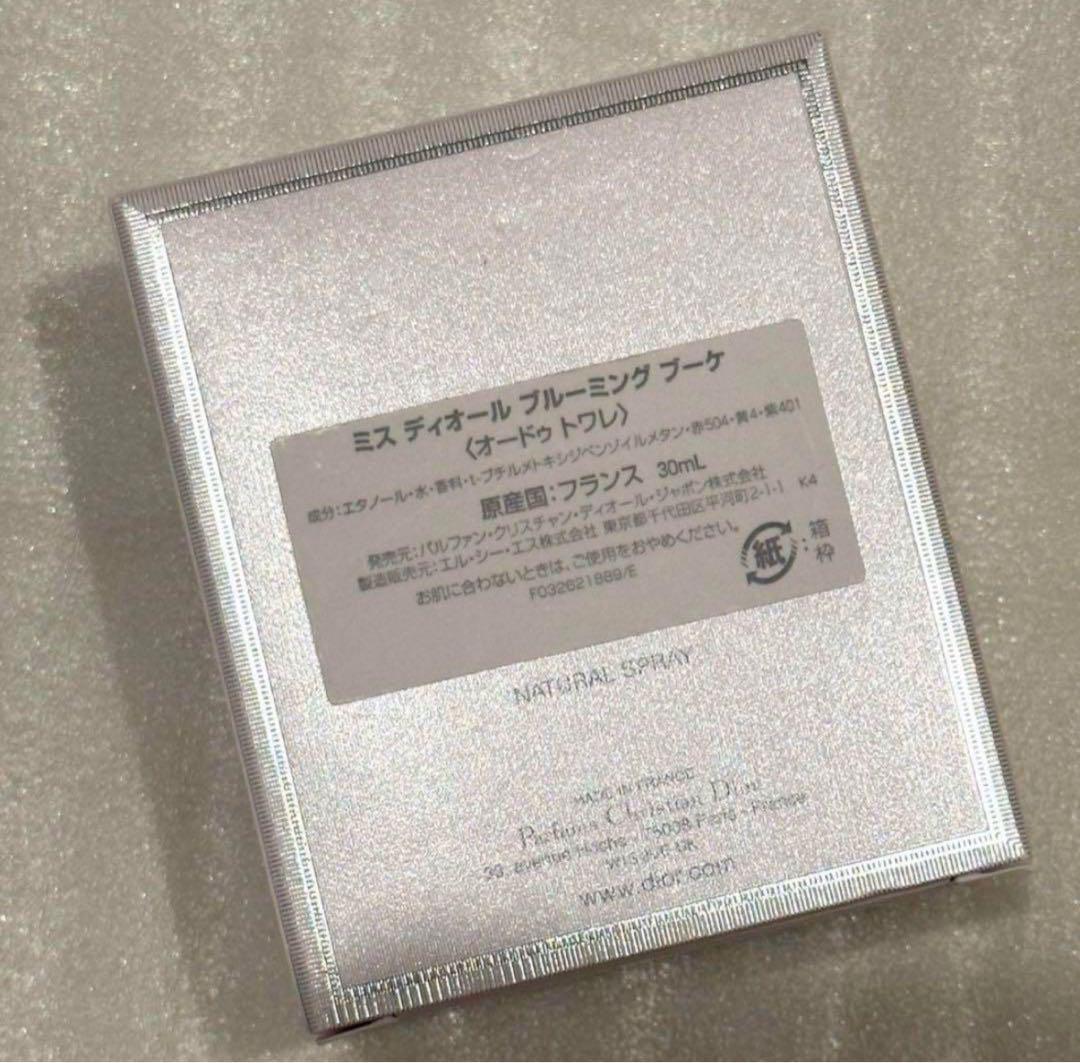 ミス ディオール ブルーミング ブーケ
〈オードゥ トワレ〉
成分：エタノール・水・香料・t-ブチルメトキシジベンゾイルメタン・赤504・黄4・紫401
原産国：フランス 30mL
発売元：パルファン・クリスチャン・ディオール・ジャポン株式会社
製造販売元：エル・シー・エス株式会社 東京都千代田区平河町2-1-1 K4
お肌に合わないときは、ご使用をおやめください。
F032621889/E
紙：箱
枠
NATURAL SPRAY
MADE IN FRANCE
Parfums Christian Dior
33, avenue Hoche - 75008 Paris - France
www.dior.com